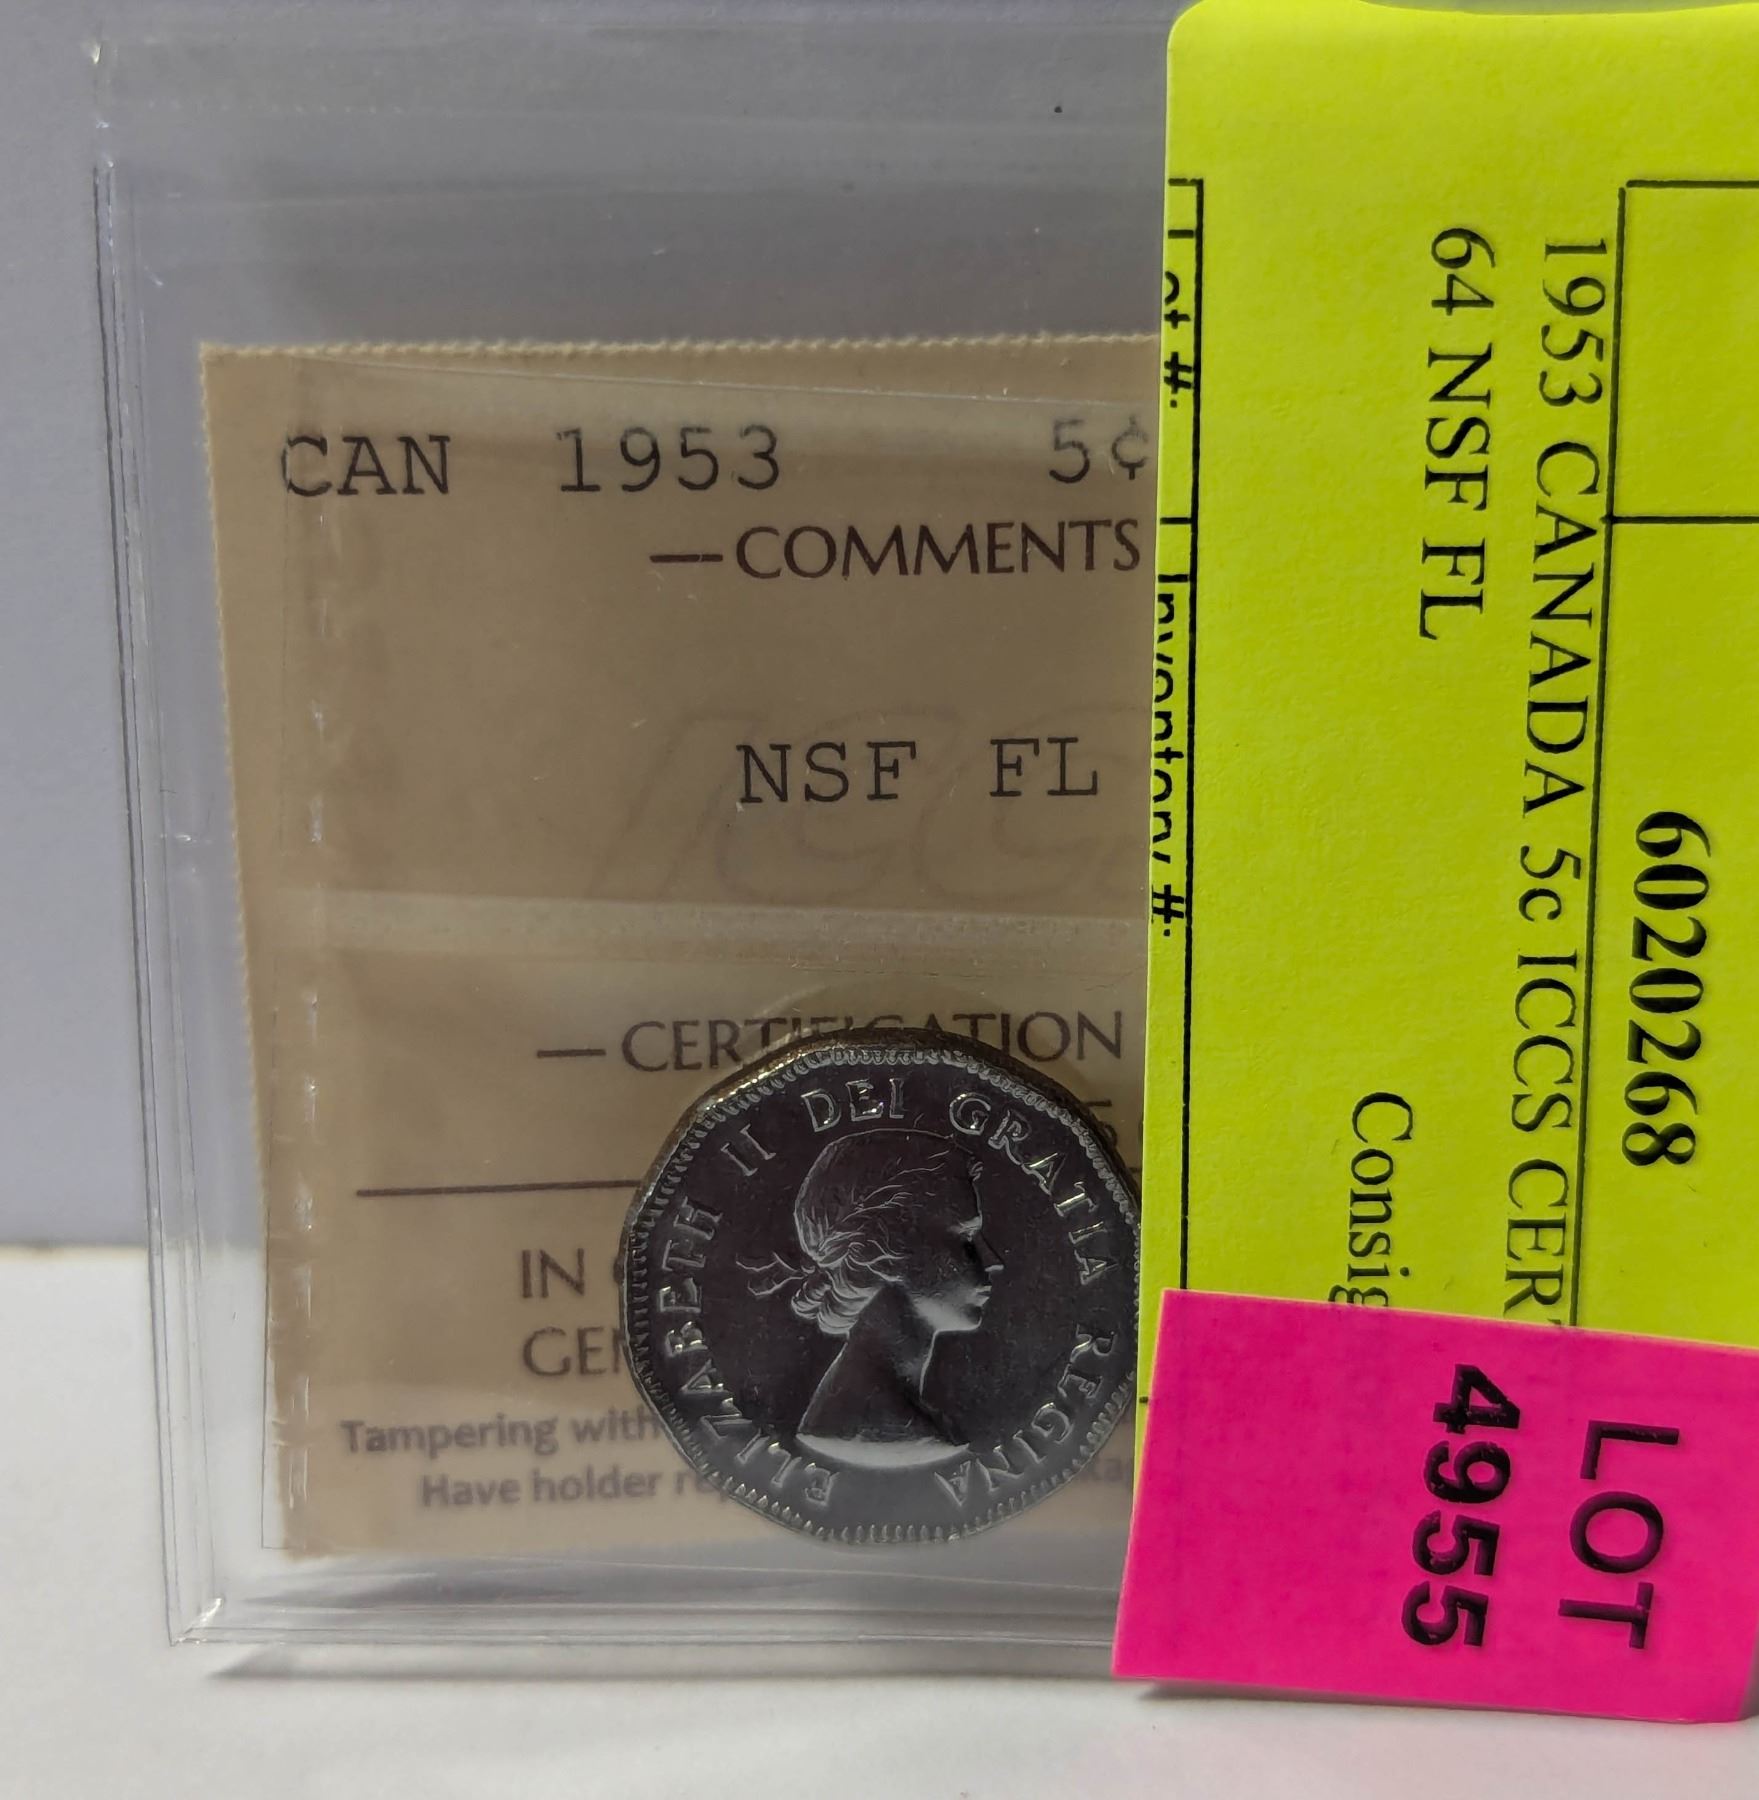 CAN 1953 5¢
—COMMENTS
NSF FL
ICC
—CERTIFICATION
IN
GEN
Tampering with
Have holder
ELIZABETH II DEI GRATIA REGINA
Lot #:
Inventory #:
6020268
1953 CANADA 5c ICCS CER
64 NSF FL
Consig
LOT
4955